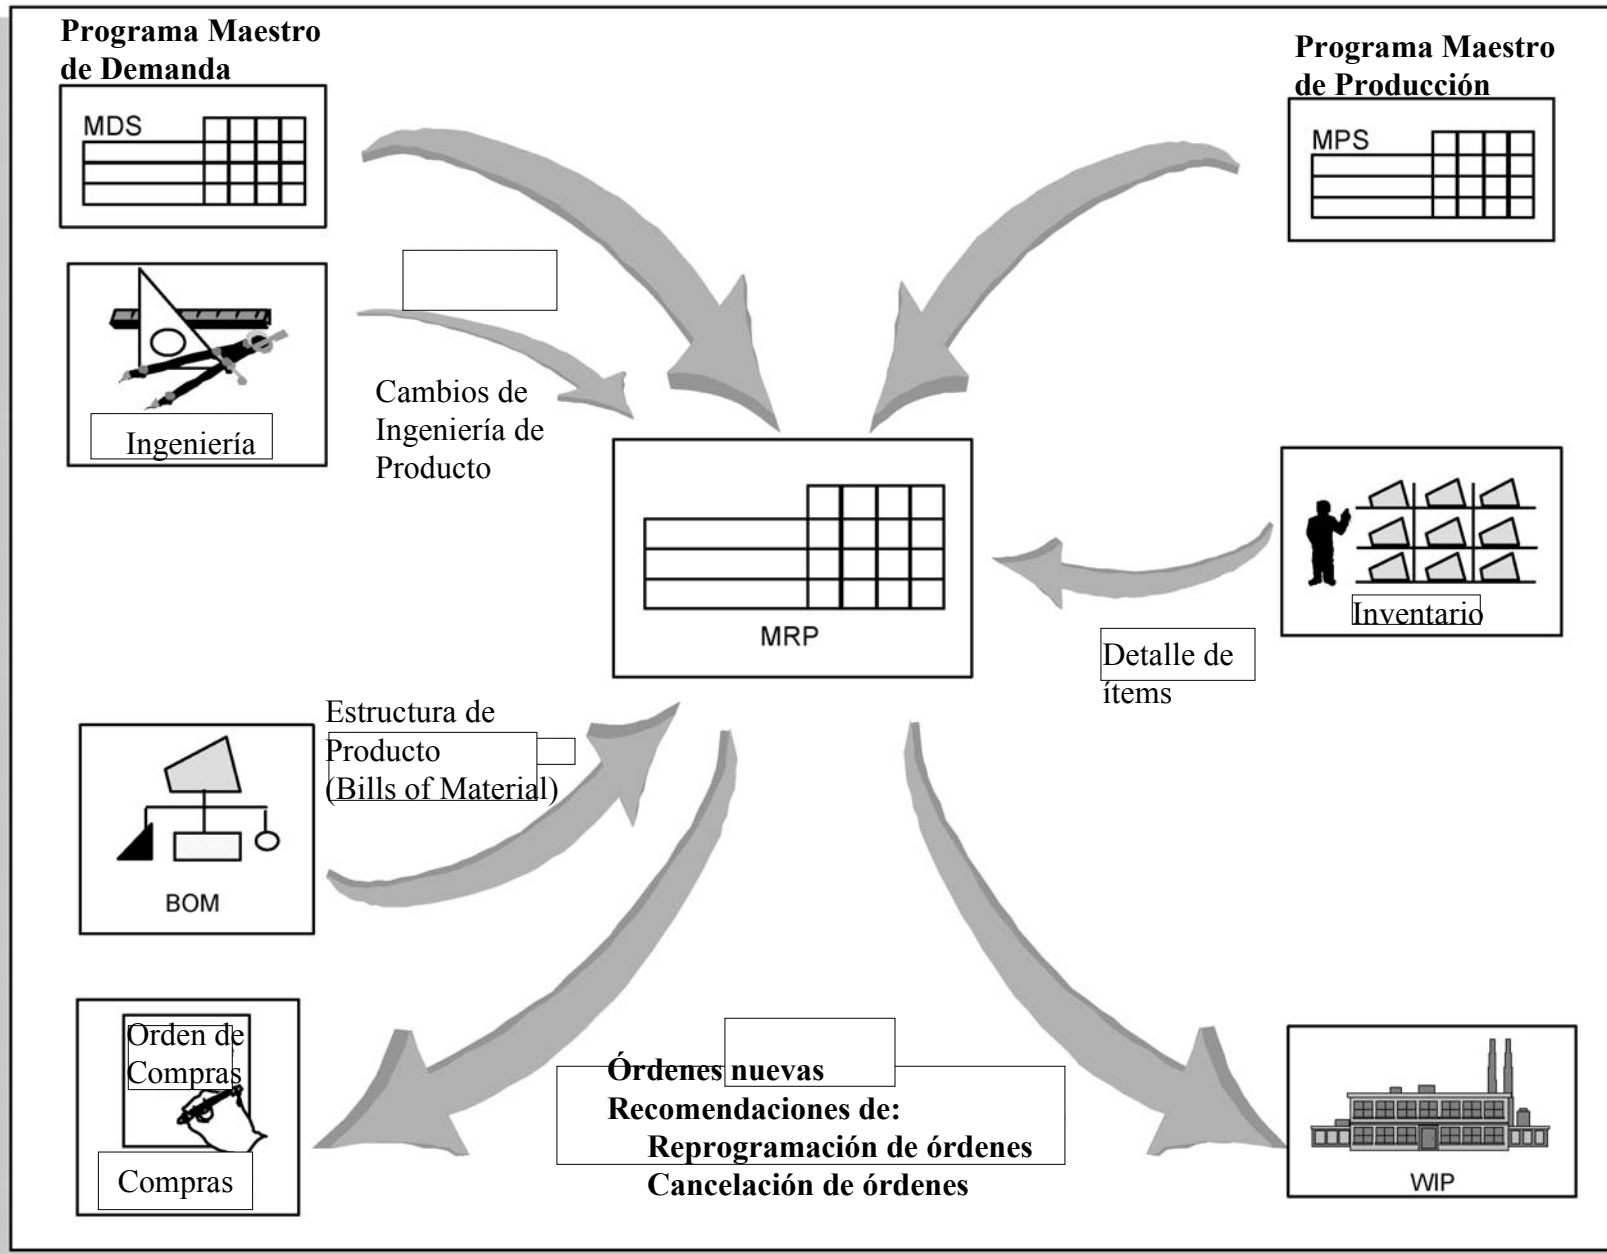 Programa Maestro
de Demanda
MDS
Programa Maestro
de Producción
MPS
Ingeniería
Cambios de
Ingeniería de
Producto
MRP
Inventario
Detalle de
ítems
Estructura de
Producto
(Bills of Material)
BOM
Orden de
Compras
Compras
Órdenes nuevas
Recomendaciones de:
Reprogramación de órdenes
Cancelación de órdenes
WIP